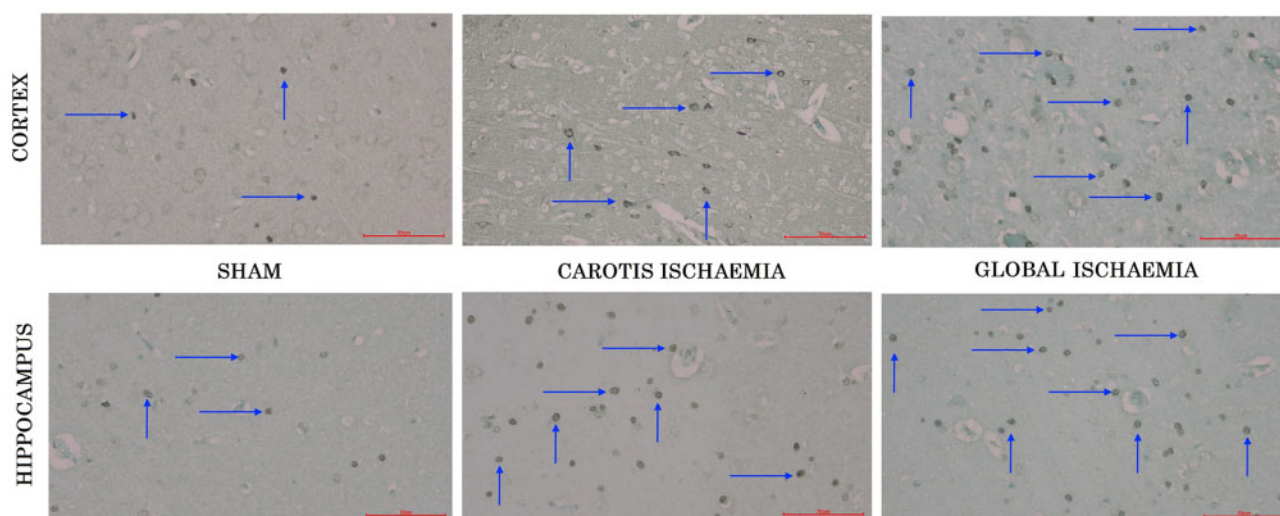 CORTEX
SHAM
CAROTIS ISCHAEMIA
GLOBAL ISCHAEMIA
HIPPOCAMPUS